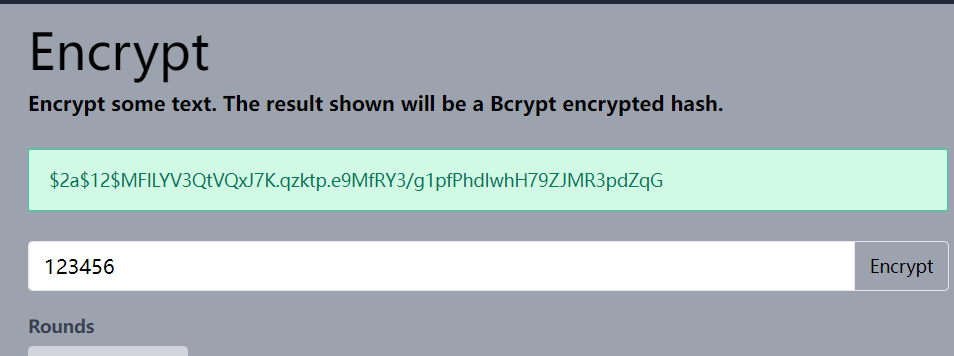 Encrypt
Encrypt some text. The result shown will be a Bcrypt encrypted hash.
$2a$12$MFlLYV3QtVQxJ7K.qzktp.e9MfRY3/g1pfPhdIwhH79ZJMR3pdZqG
123456
Encrypt
Rounds